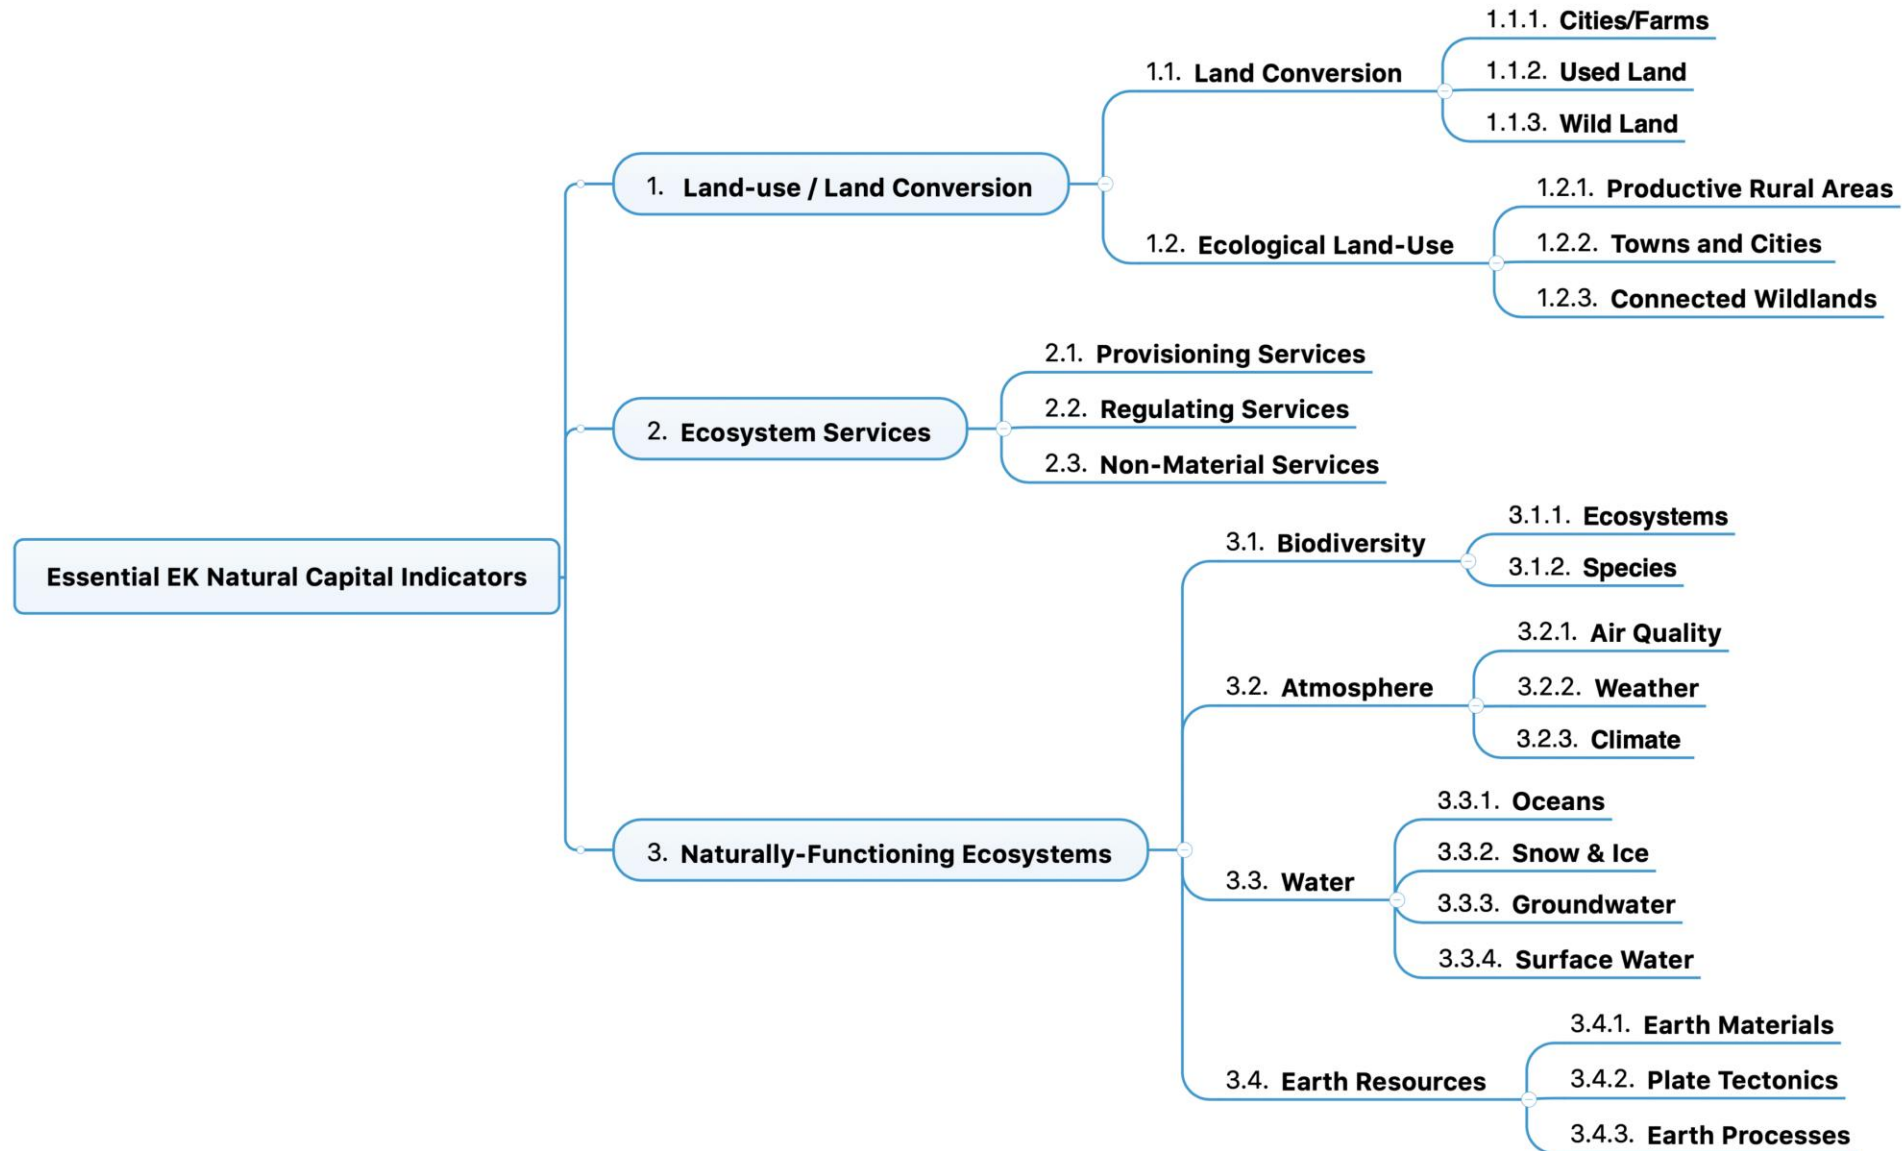 Essential EK Natural Capital Indicators
1. Land-use / Land Conversion
1.1. Land Conversion
1.1.1. Cities/Farms
1.1.2. Used Land
1.1.3. Wild Land
1.2. Ecological Land-Use
1.2.1. Productive Rural Areas
1.2.2. Towns and Cities
1.2.3. Connected Wildlands
2. Ecosystem Services
2.1. Provisioning Services
2.2. Regulating Services
2.3. Non-Material Services
3. Naturally-Functioning Ecosystems
3.1. Biodiversity
3.1.1. Ecosystems
3.1.2. Species
3.2. Atmosphere
3.2.1. Air Quality
3.2.2. Weather
3.2.3. Climate
3.3. Water
3.3.1. Oceans
3.3.2. Snow & Ice
3.3.3. Groundwater
3.3.4. Surface Water
3.4. Earth Resources
3.4.1. Earth Materials
3.4.2. Plate Tectonics
3.4.3. Earth Processes